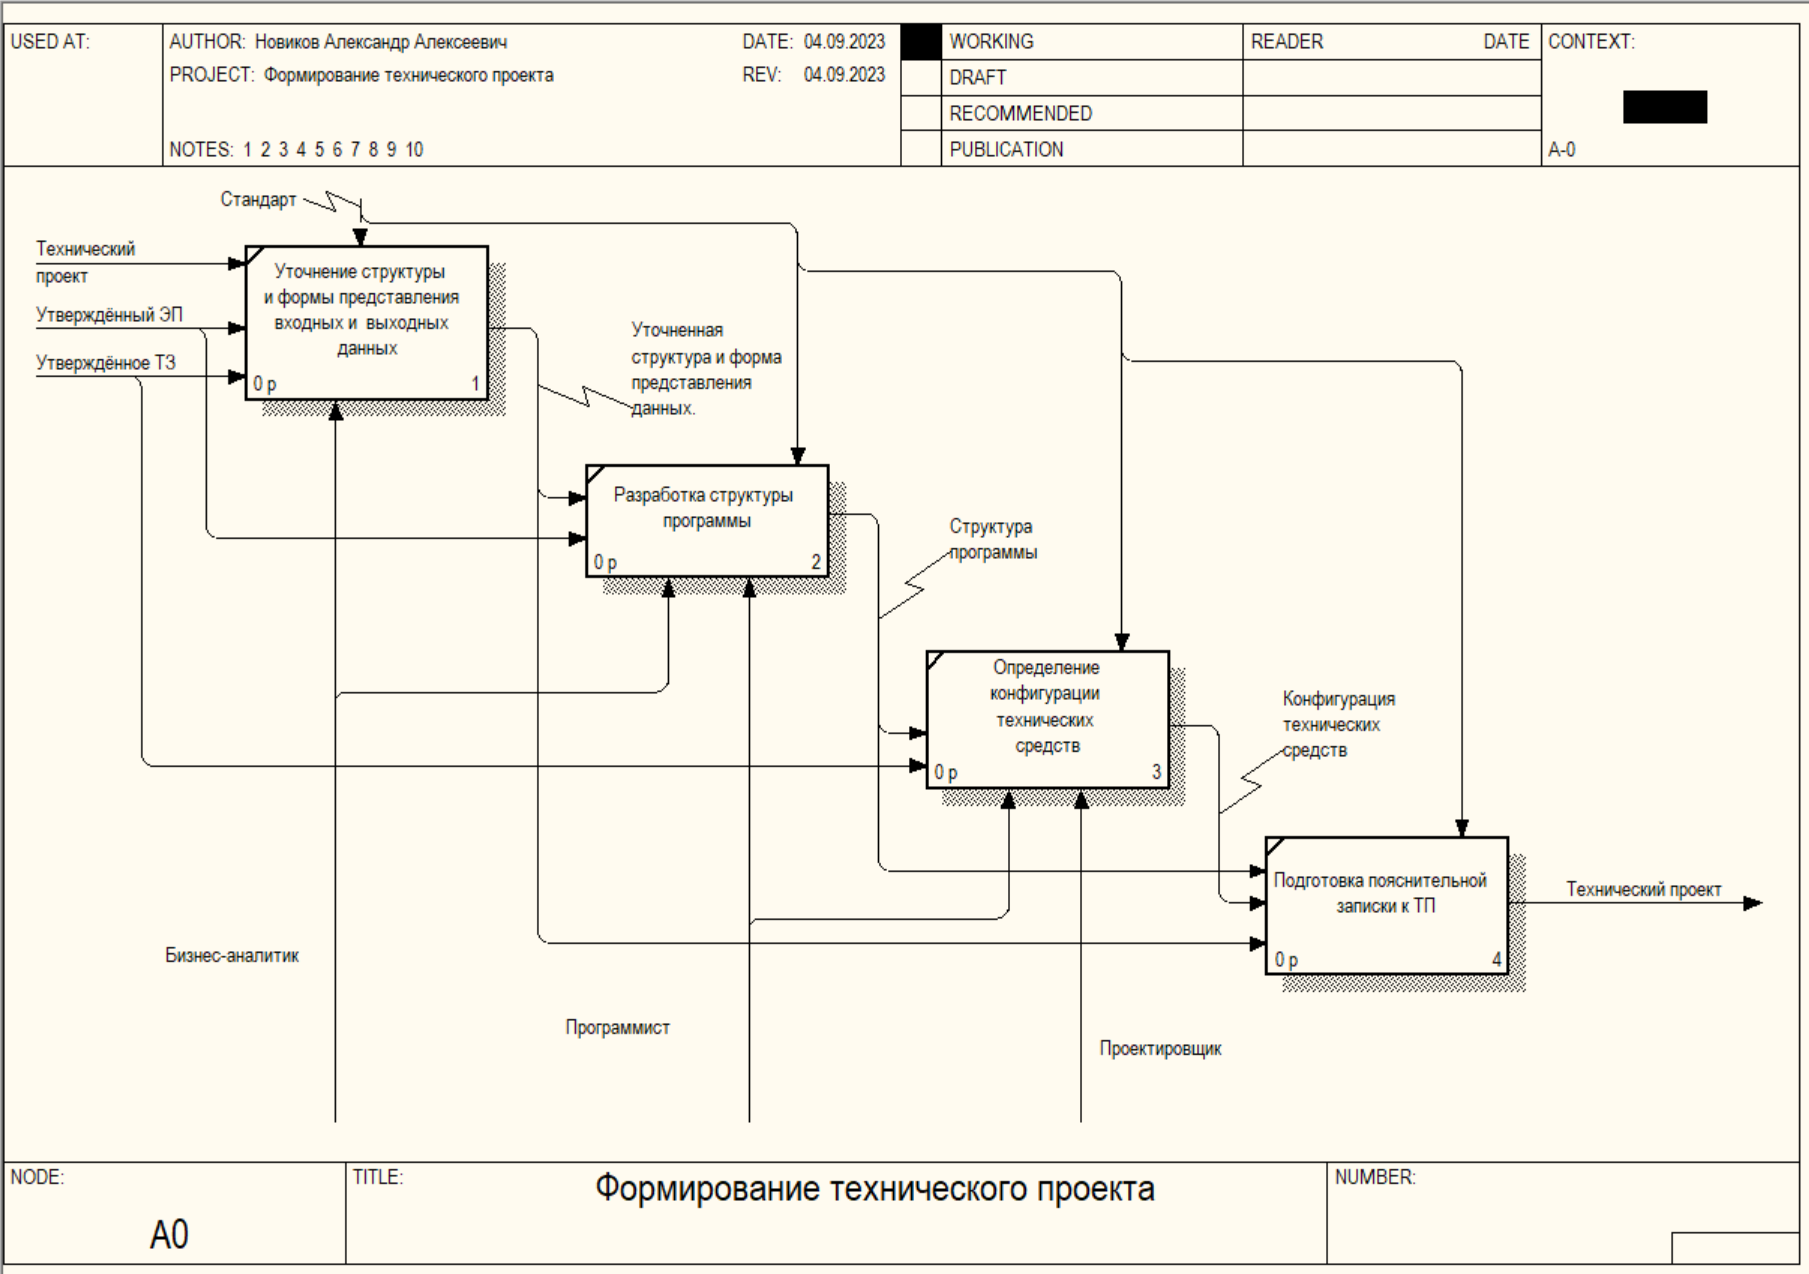 USED AT:
AUTHOR: Новиков Александр Алексеевич
DATE: 04.09.2023
PROJECT: Формирование технического проекта
REV: 04.09.2023
NOTES: 1 2 3 4 5 6 7 8 9 10
WORKING
DRAFT
RECOMMENDED
PUBLICATION
READER
DATE
CONTEXT:
A-0
Стандарт
Технический
проект
Утверждённый ЭП
Утверждённое ТЗ
Уточнение структуры
и формы представления
входных и выходных
данных
0 р
1
Уточненная
структура и форма
представления
данных.
Разработка структуры
программы
0 р
2
Структура
программы
Определение
конфигурации
технических
средств
0 р
3
Конфигурация
технических
средств
Подготовка пояснительной
записки к ТП
0 р
4
Технический проект
Бизнес-аналитик
Программист
Проектировщик
NODE:
A0
TITLE:
Формирование технического проекта
NUMBER: